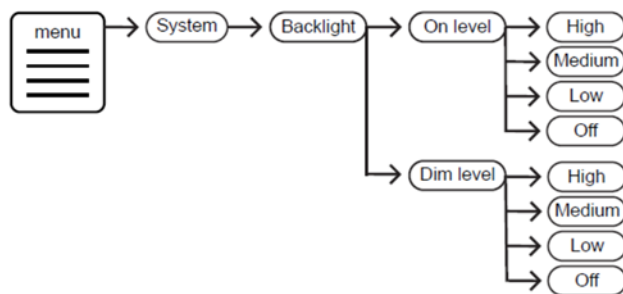 menu
System
Backlight
On level
High
Medium
Low
Off
Dim level
High
Medium
Low
Off